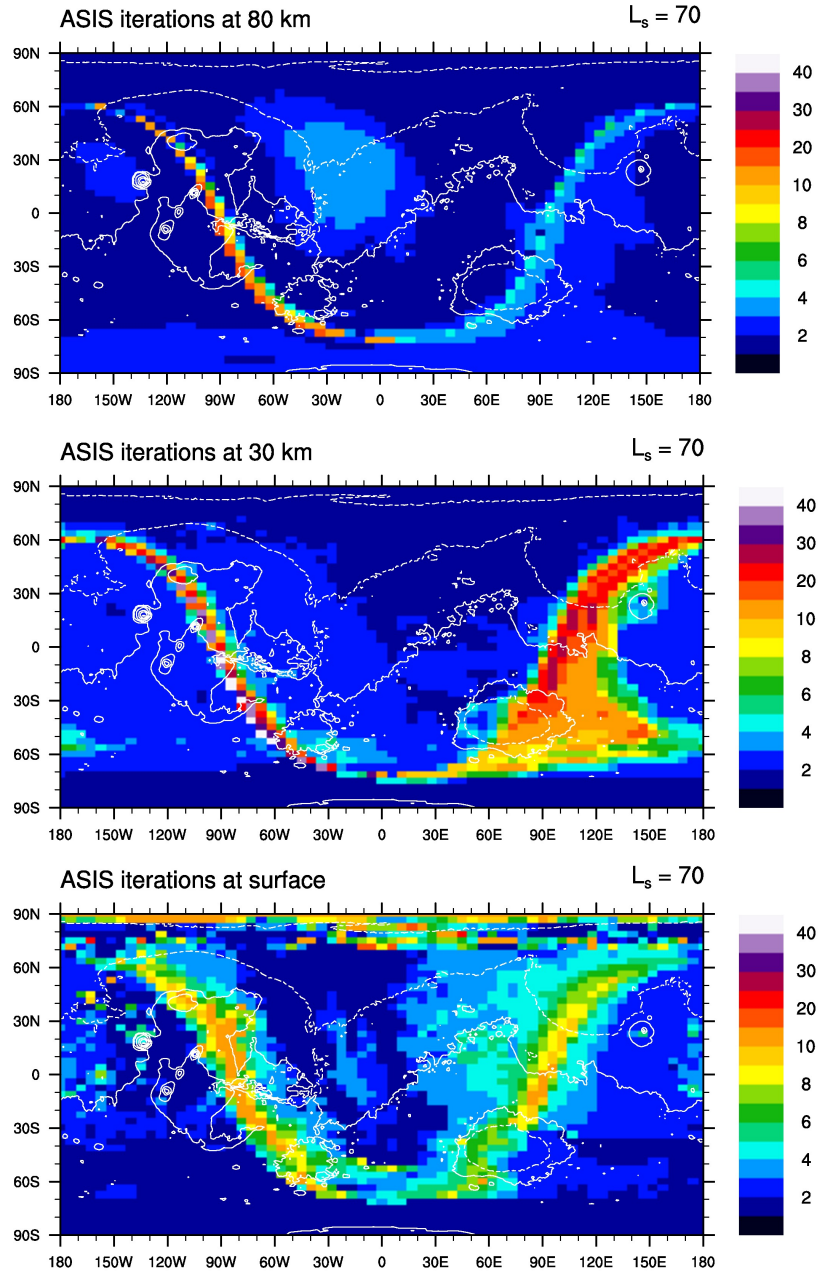 ASIS iterations at 80 km
L_s = 70
90N
60N
30N
0
30S
60S
90S
180 150W 120W 90W 60W 30W 0 30E 60E 90E 120E 150E 180
40
30
20
10
8
6
4
2
ASIS iterations at 30 km
L_s = 70
90N
60N
30N
0
30S
60S
90S
180 150W 120W 90W 60W 30W 0 30E 60E 90E 120E 150E 180
40
30
20
10
8
6
4
2
ASIS iterations at surface
L_s = 70
90N
60N
30N
0
30S
60S
90S
180 150W 120W 90W 60W 30W 0 30E 60E 90E 120E 150E 180
40
30
20
10
8
6
4
2